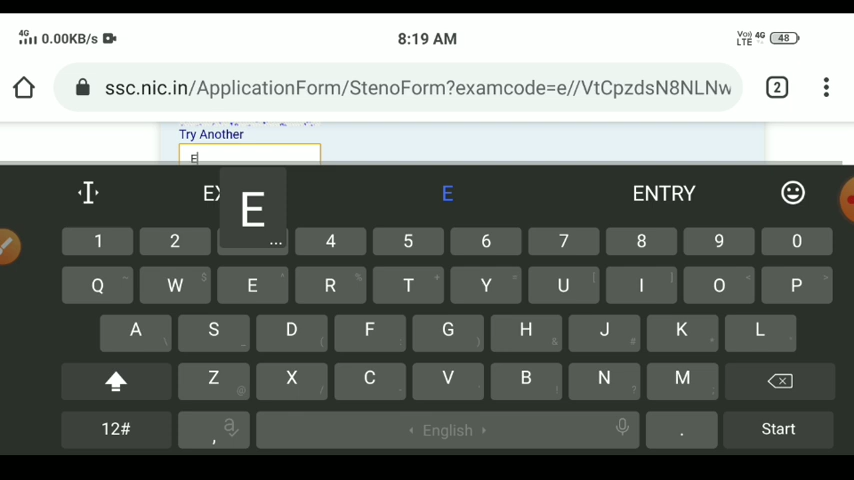 4G 0.00KB/s 8:19 AM Vo)) LTE 4G 48
ssc.nic.in/ApplicationForm/StenoForm?examcode=e//VtCpzdsN8NLNw
2
Try Another
E
EX E ENTRY
E
1 2 ... 4 5 6 7 8 9 0
Q W E R T Y U I O P
A S D F G H J K L
Z X C V B N M
12# , English . Start